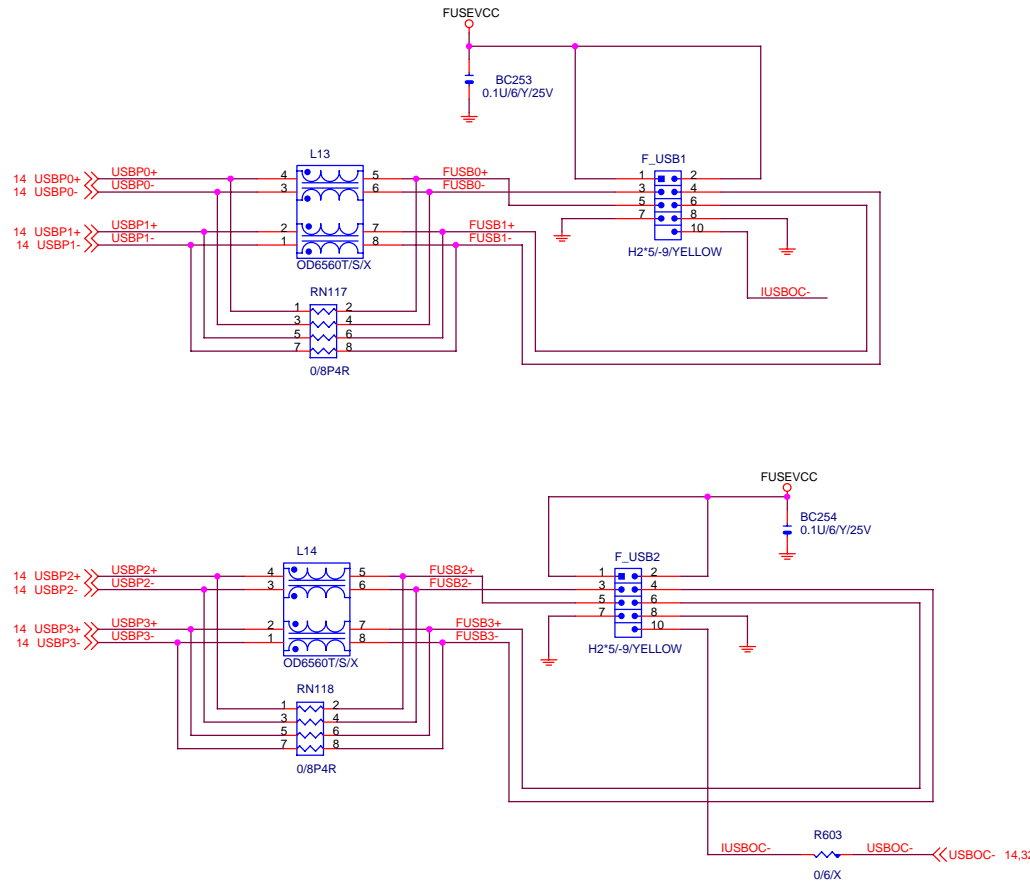 FUSEVCC
BC253
0.1U/6/Y/25V
L13
F_USB1
14 USBP0+ USBP0+ 4 5 FUSB0+ 1 2
14 USBP0- USBP0- 3 6 FUSB0- 3 4
5 6
14 USBP1+ USBP1+ 2 7 FUSB1+ 7 8
14 USBP1- USBP1- 1 8 FUSB1- 10
OD6560T/S/X
H2*5/-9/YELLOW
RN117
IUSBOC-
1 2
3 4
5 6
7 8
0/8P4R
FUSEVCC
BC254
0.1U/6/Y/25V
L14
F_USB2
14 USBP2+ USBP2+ 4 5 FUSB2+ 1 2
14 USBP2- USBP2- 3 6 FUSB2- 3 4
5 6
14 USBP3+ USBP3+ 2 7 FUSB3+ 7 8
14 USBP3- USBP3- 1 8 FUSB3- 10
OD6560T/S/X
H2*5/-9/YELLOW
RN118
1 2
3 4
5 6
7 8
0/8P4R
R603
IUSBOC- USBOC- USBOC- 14,32
0/6/X